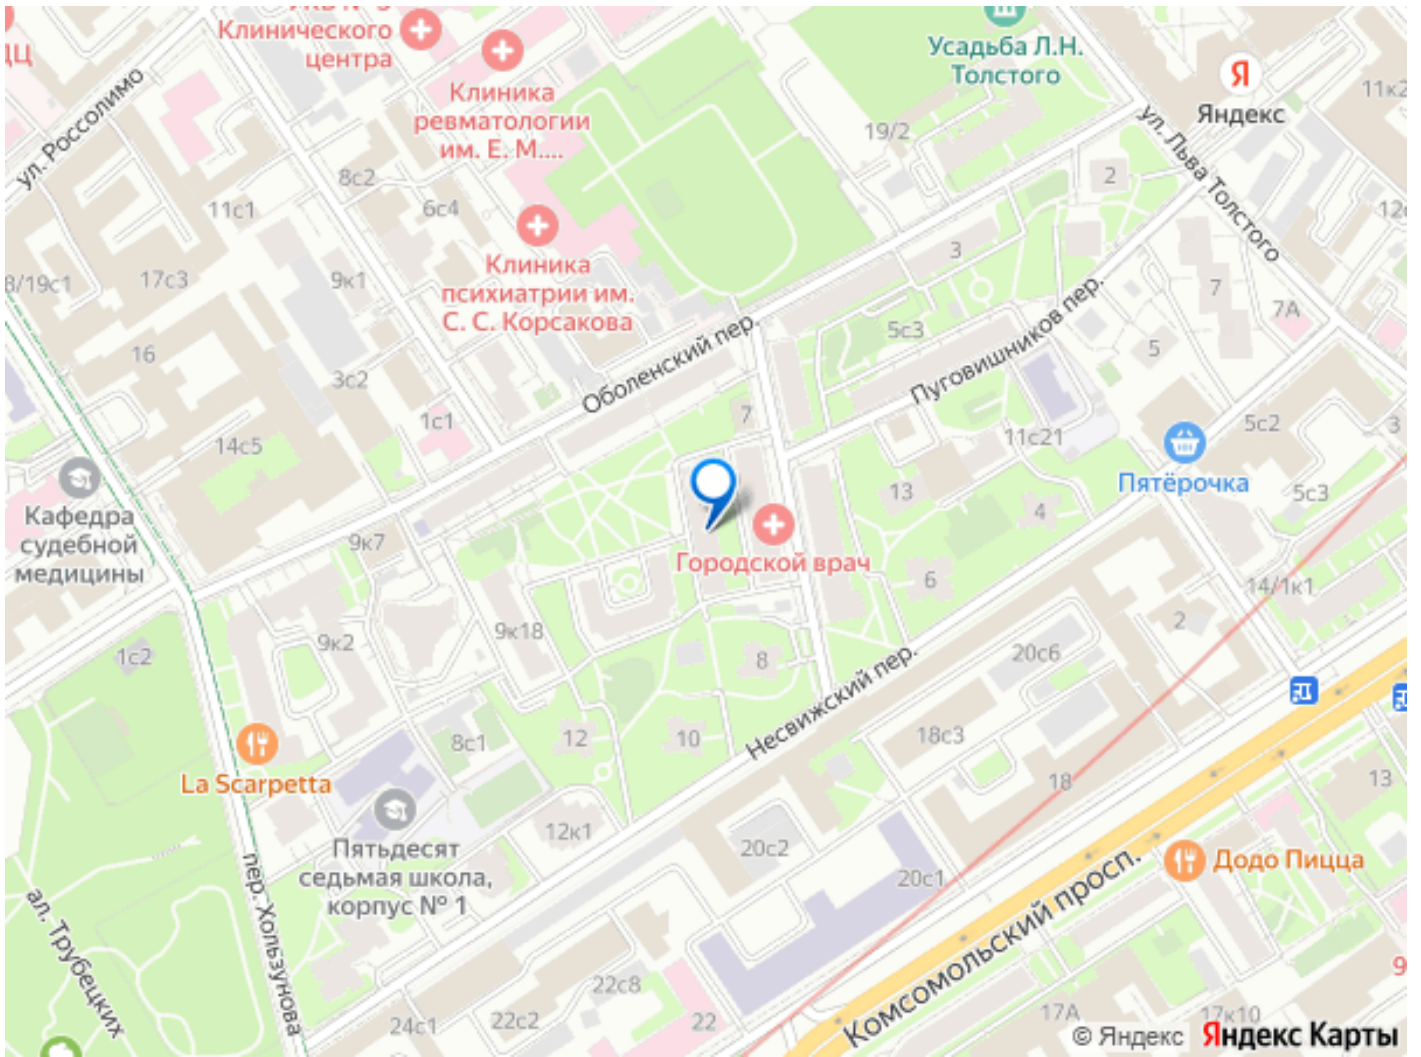 Клинического
центра
Клиника
ревматологии
им. Е. М....
Усадьба Л.Н.
Толстого
Я
Яндекс
11к2
ул. Россолимо
19/2
ул. Льва Толстого
8с2
2
11с1
6с4
12с
Клиника
психиатрии им.
С. С. Корсакова
3
17с3
9к1
7
7А
5с3
Пуговишников пер.
5
16
Оболенский пер.
3с2
1с1
7
14с5
11с21
5с2
3
Пятёрочка
13
5с3
4
Кафедра
судебной
медицины
9к7
Городской врач
6
14/1к1
9к18
9к2
1с2
8
2
20с6
Несвижский пер.
La Scarpetta
8с1
12
10
18с3
18
13
Пятьдесят
седьмая школа,
корпус № 1
12к1
20с2
20с1
Додо Пицца
Комсомольский просп.
ал. Трубецких
пер. Хользунова
22с8
24с1
22с2
22
17А
17к10
© Яндекс Яндекс Карты